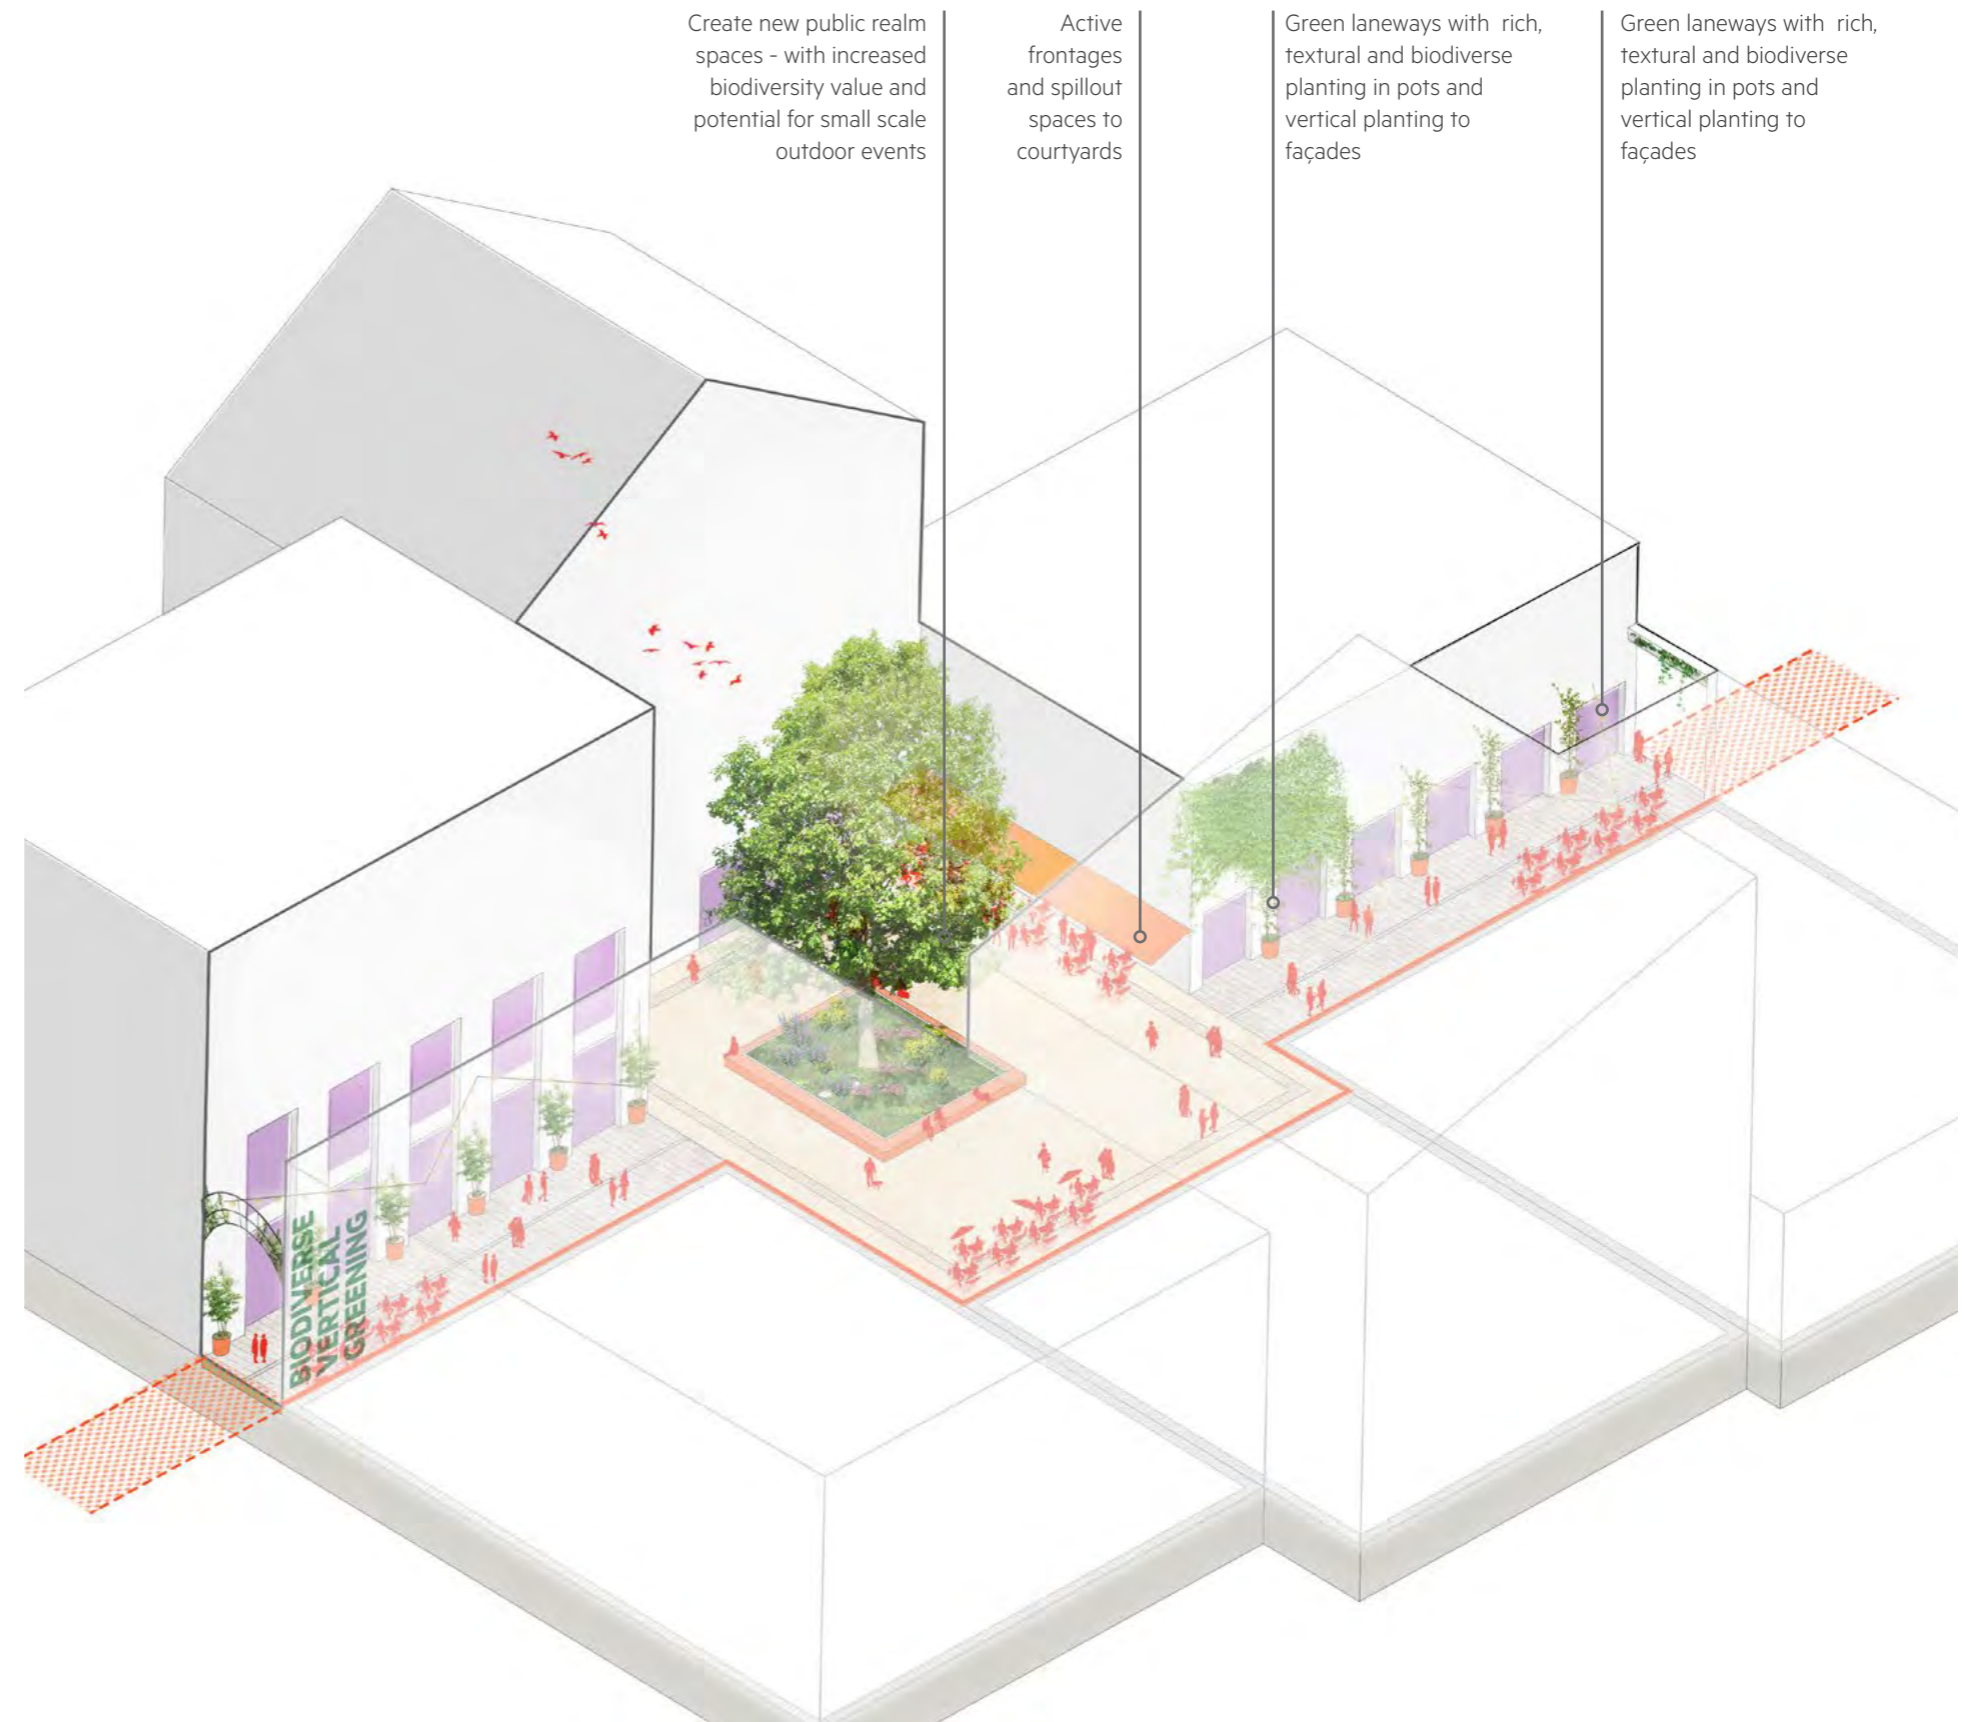 Create new public realm
spaces - with increased
biodiversity value and
potential for small scale
outdoor events
Active
frontages
and spillout
spaces to
courtyards
Green laneways with rich,
textural and biodiverse
planting in pots and
vertical planting to
façades
Green laneways with rich,
textural and biodiverse
planting in pots and
vertical planting to
façades
BIODIVERSE
VERTICAL
GREENING